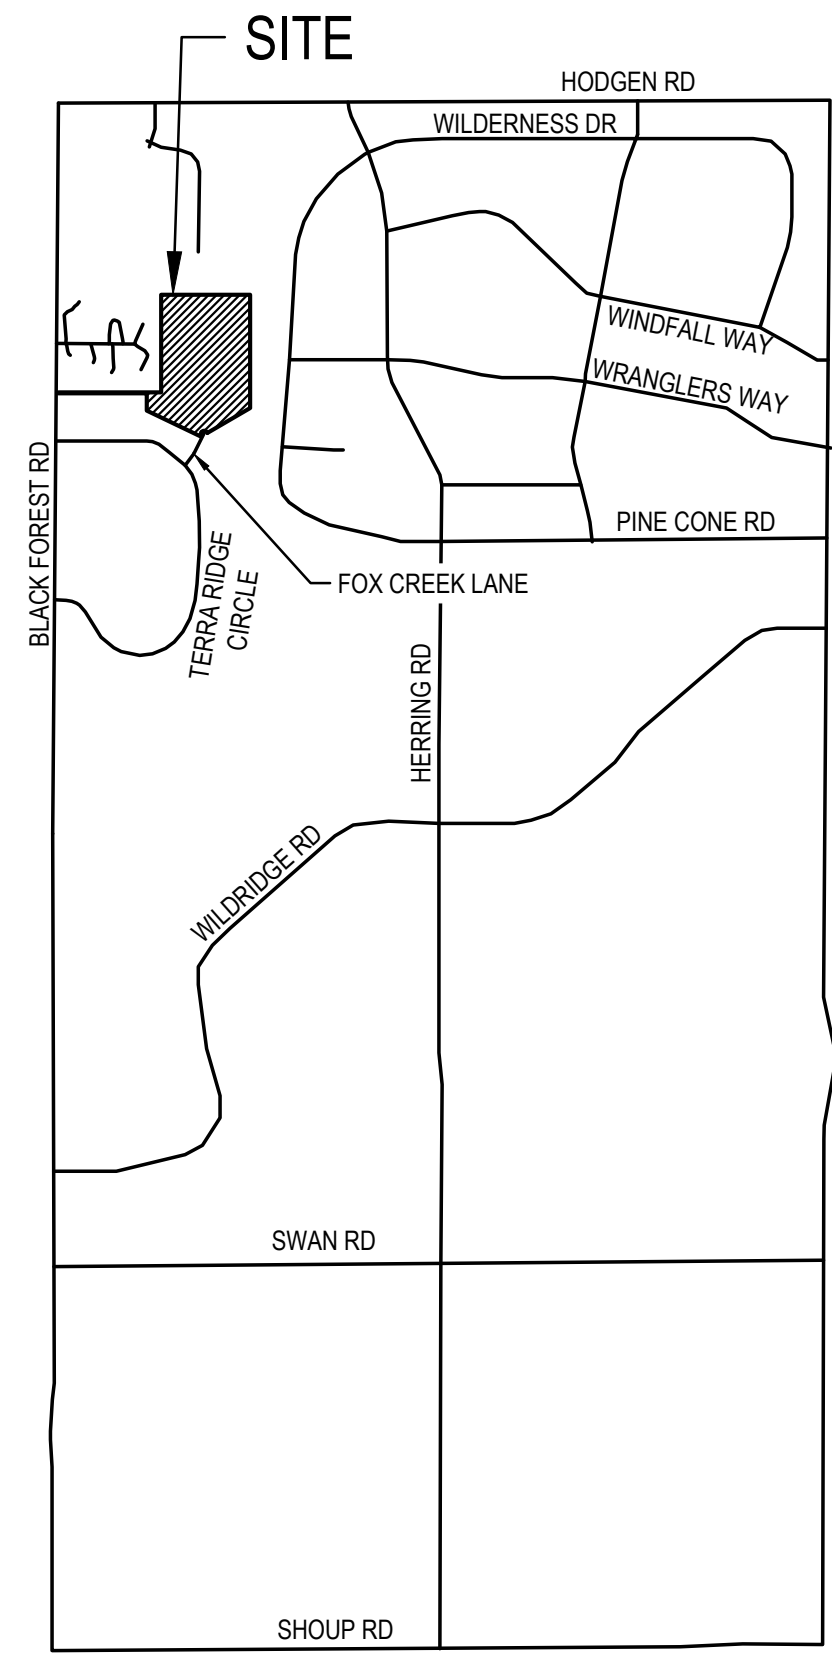 SITE
HODGEN RD
WILDERNESS DR
WINDFALL WAY
WRANGLERS WAY
BLACK FOREST RD
PINE CONE RD
TERRA RIDGE
CIRCLE
FOX CREEK LANE
HERRING RD
WILDRIDGE RD
SWAN RD
SHOUP RD